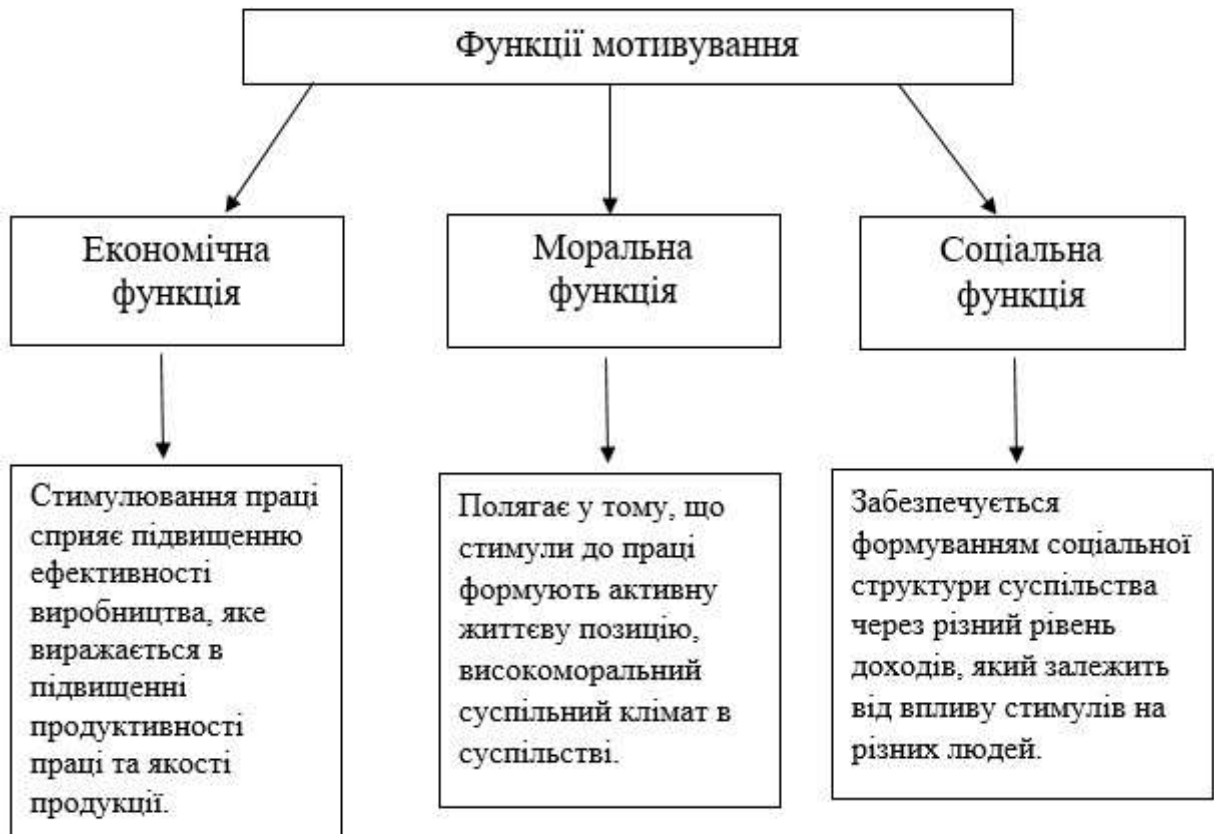 Функції мотивування
Економічна
функція
Моральна
функція
Соціальна
функція
Стимулювання праці
сприяє підвищенню
ефективності
виробництва, яке
виражається в
підвищенні
продуктивності
праці та якості
продукції.
Полягає у тому, що
стимули до праці
формують активну
життєву позицію,
високоморальний
суспільний клімат в
суспільстві.
Забезпечується
формуванням соціальної
структури суспільства
через різний рівень
доходів, який залежить
від впливу стимулів на
різних людей.